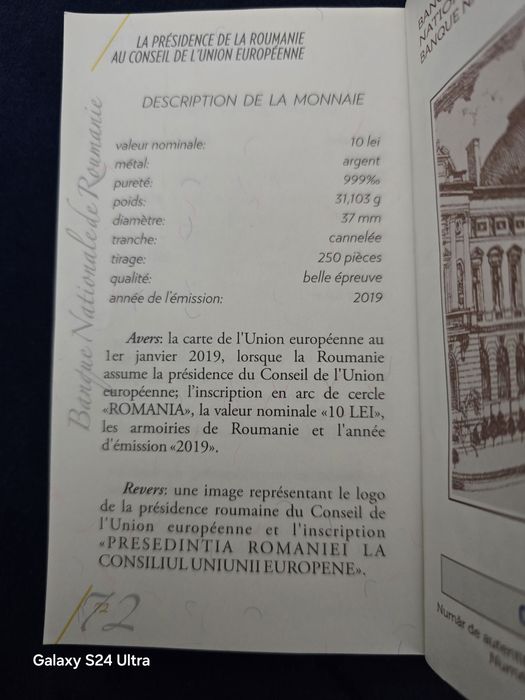 LA PRÉSIDENCE DE LA ROUMANIE
AU CONSEIL DE L'UNION EUROPÉENNE
DESCRIPTION DE LA MONNAIE
valeur nominale: 10 lei
métal: argent
pureté: 999‰
poids: 31,103 g
diamètre: 37 mm
tranche: cannelée
tirage: 250 pièces
qualité: belle épreuve
année de l'émission: 2019
Avers: la carte de l'Union européenne au
1er janvier 2019, lorsque la Roumanie
assume la présidence du Conseil de l'Union
européenne; l'inscription en arc de cercle
«ROMANIA», la valeur nominale «10 LEI»,
les armoiries de Roumanie et l'année
d'émission «2019».
Revers: une image représentant le logo
de la présidence roumaine du Conseil de
l'Union européenne et l'inscription
«PRESEDINTIA ROMANIEI LA
CONSILIUL UNIUNII EUROPENE».
Banque Nationale de Roumanie
72
72
BANQUE
Număr de
Galaxy S24 Ultra